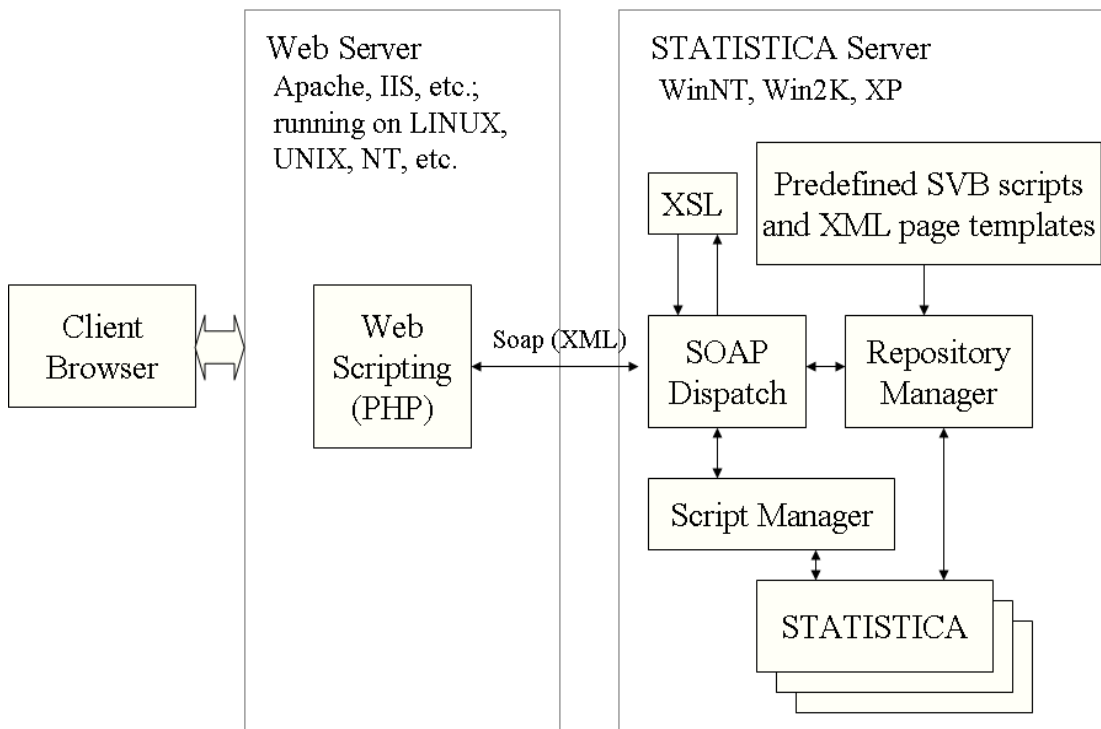 Web Server
Apache, IIS, etc.;
running on LINUX,
UNIX, NT, etc.
STATISTICA Server
WinNT, Win2K, XP
XSL
Predefined SVB scripts
and XML page templates
Client
Browser
Web
Scripting
(PHP)
Soap (XML)
SOAP
Dispatch
Repository
Manager
Script Manager
STATISTICA